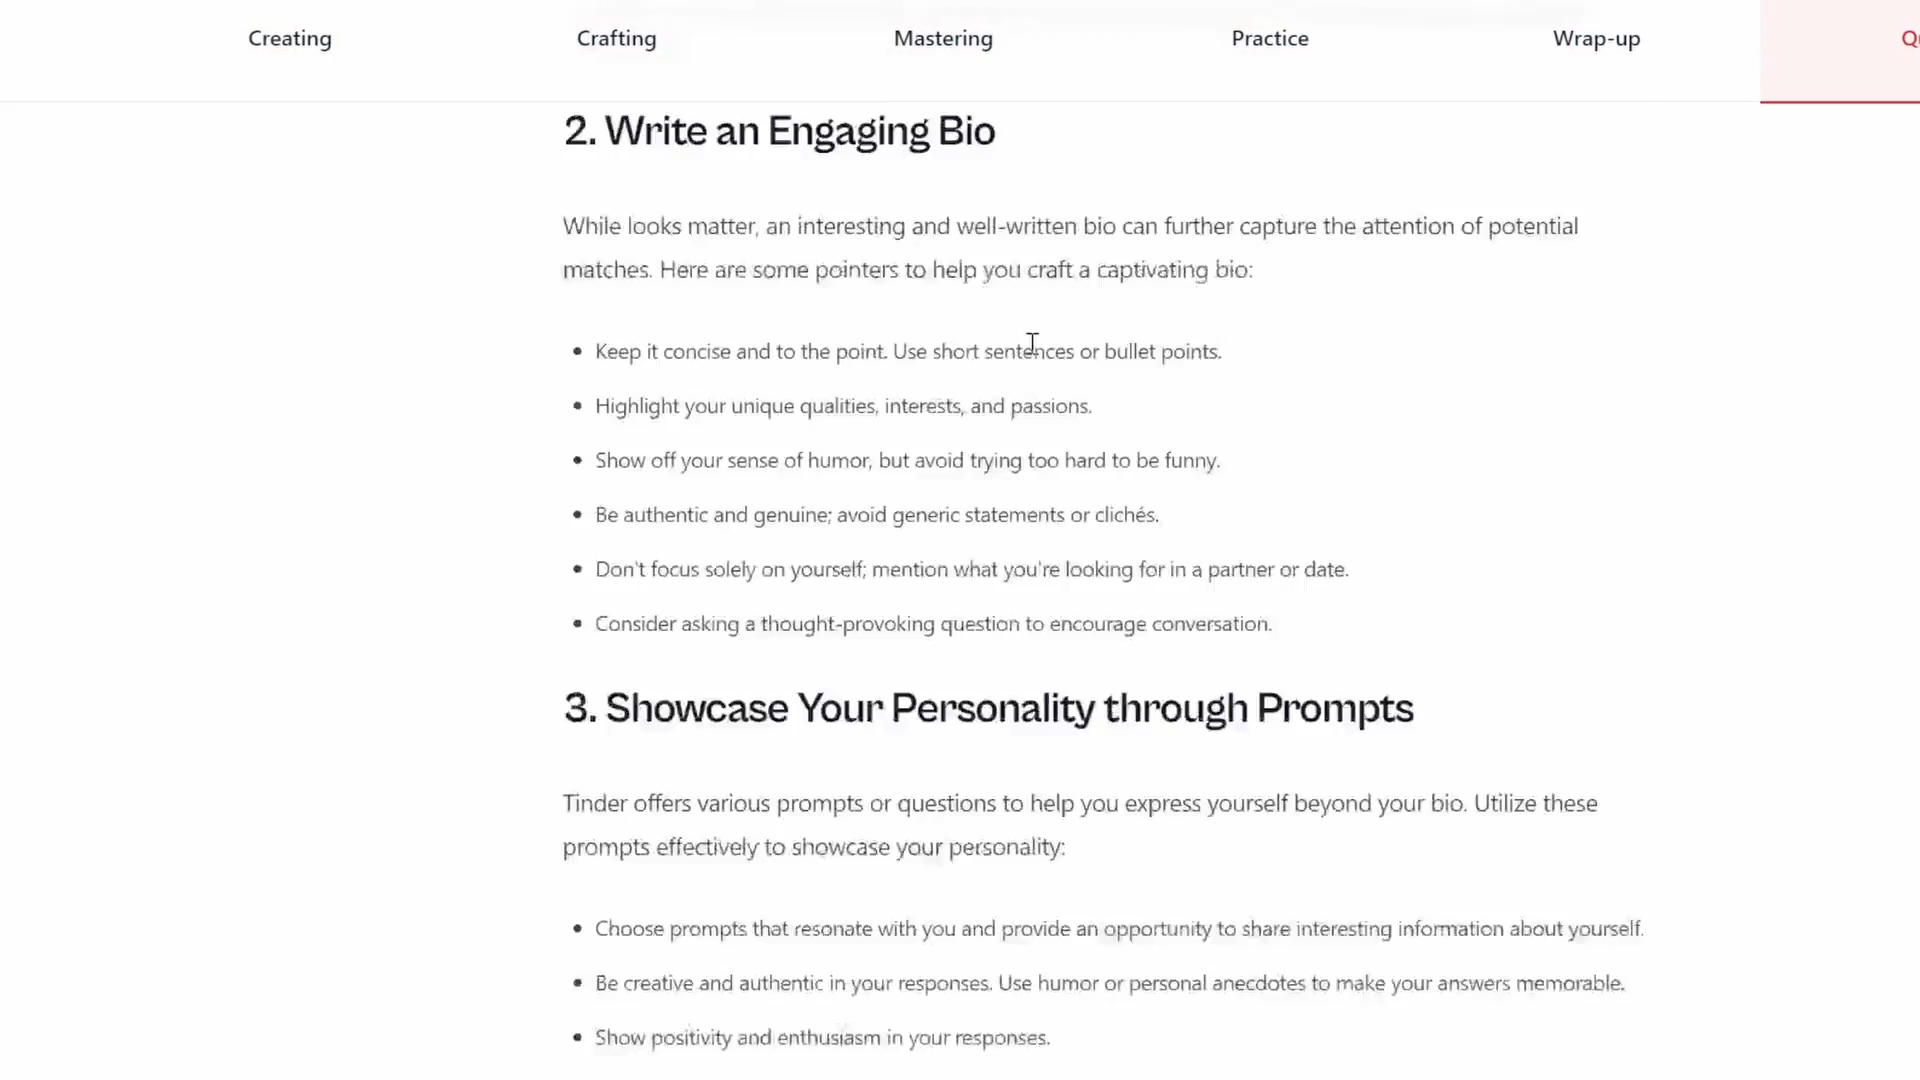 Creating Crafting Mastering Practice Wrap-up
2. Write an Engaging Bio
While looks matter, an interesting and well-written bio can further capture the attention of potential
matches. Here are some pointers to help you craft a captivating bio:
• Keep it concise and to the point. Use short sentences or bullet points.
• Highlight your unique qualities, interests, and passions.
• Show off your sense of humor, but avoid trying too hard to be funny.
• Be authentic and genuine; avoid generic statements or clichés.
• Don't focus solely on yourself; mention what you're looking for in a partner or date.
• Consider asking a thought-provoking question to encourage conversation.
3. Showcase Your Personality through Prompts
Tinder offers various prompts or questions to help you express yourself beyond your bio. Utilize these
prompts effectively to showcase your personality:
• Choose prompts that resonate with you and provide an opportunity to share interesting information about yourself.
• Be creative and authentic in your responses. Use humor or personal anecdotes to make your answers memorable.
• Show positivity and enthusiasm in your responses.